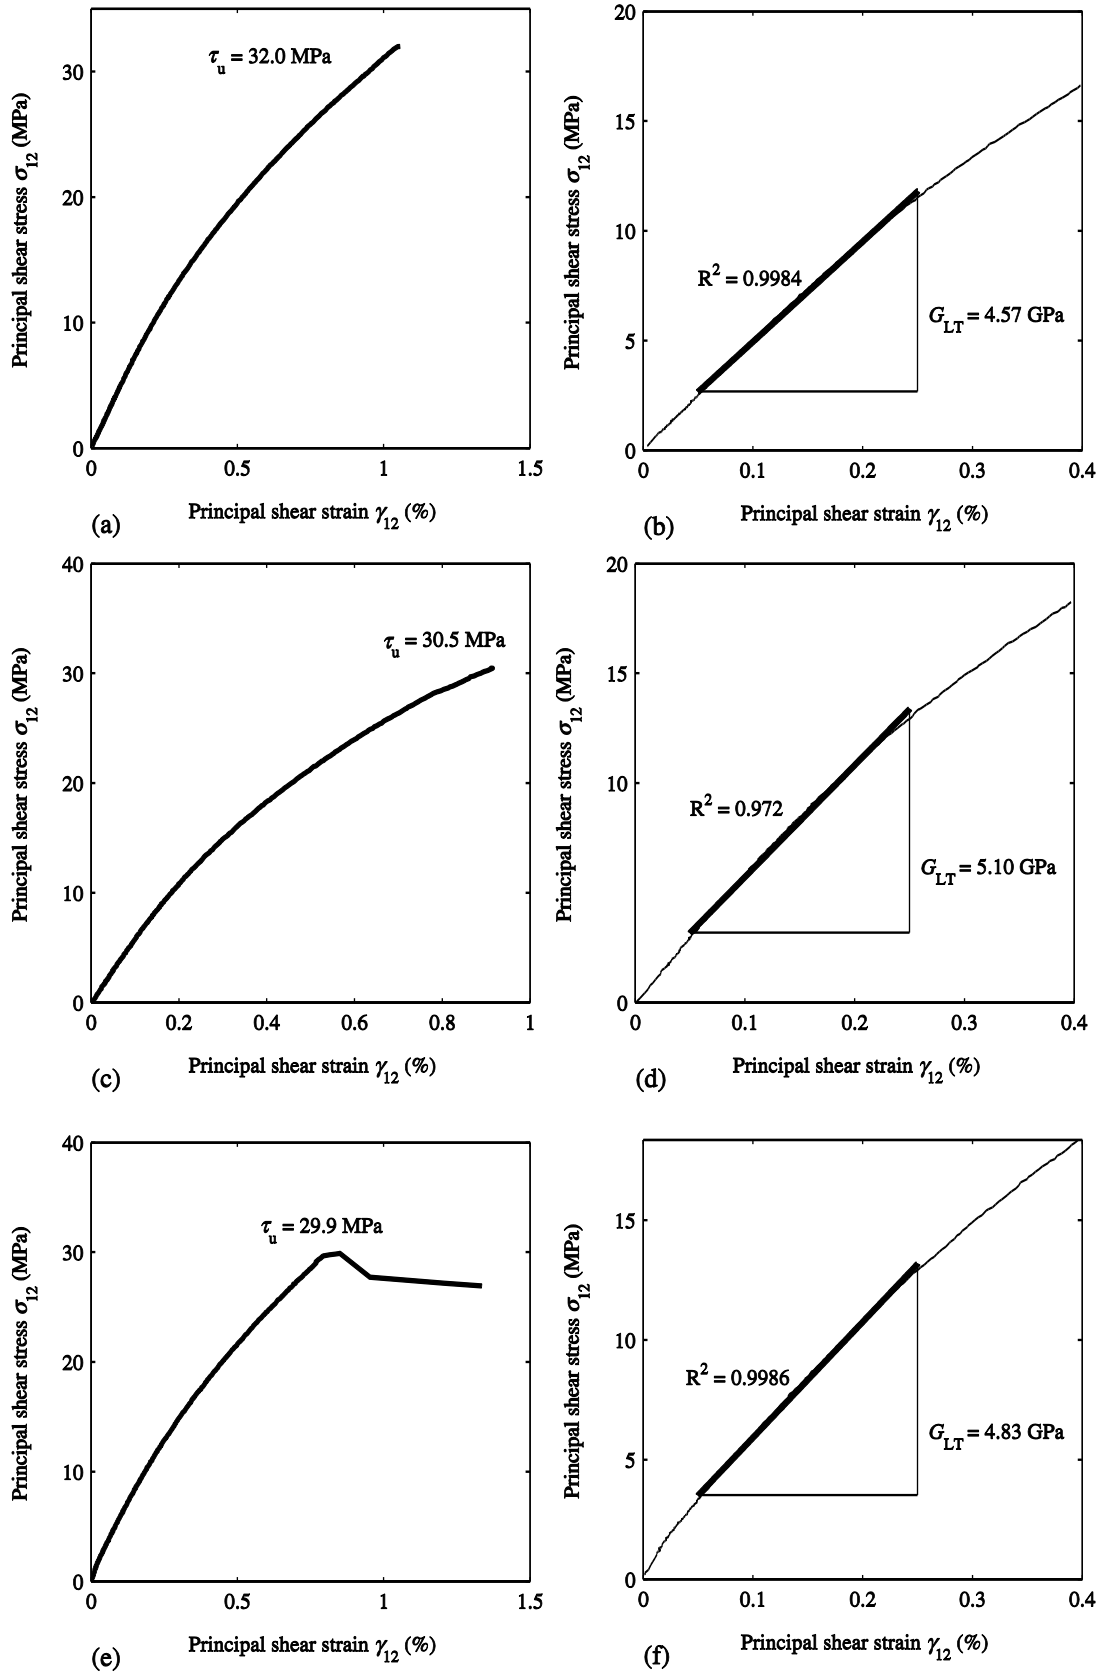 τu = 32.0 MPa
Principal shear stress σ12 (MPa)
30
20
10
0
0 0.5 1 1.5
Principal shear strain γ12 (%)
(a)
20
15
10
5
0
Principal shear stress σ12 (MPa)
R2 = 0.9984
GLT = 4.57 GPa
0 0.1 0.2 0.3 0.4
Principal shear strain γ12 (%)
(b)
40
30
20
10
0
Principal shear stress σ12 (MPa)
τu = 30.5 MPa
0 0.2 0.4 0.6 0.8 1
Principal shear strain γ12 (%)
(c)
20
15
10
0
Principal shear stress σ12 (MPa)
R2 = 0.972
GLT = 5.10 GPa
0 0.1 0.2 0.3 0.4
Principal shear strain γ12 (%)
(d)
40
30
20
10
0
Principal shear stress σ12 (MPa)
τu = 29.9 MPa
0 0.5 1 1.5
Principal shear strain γ12 (%)
(e)
15
10
5
0
Principal shear stress σ12 (MPa)
R2 = 0.9986
GLT = 4.83 GPa
0 0.1 0.2 0.3 0.4
Principal shear strain γ12 (%)
(f)